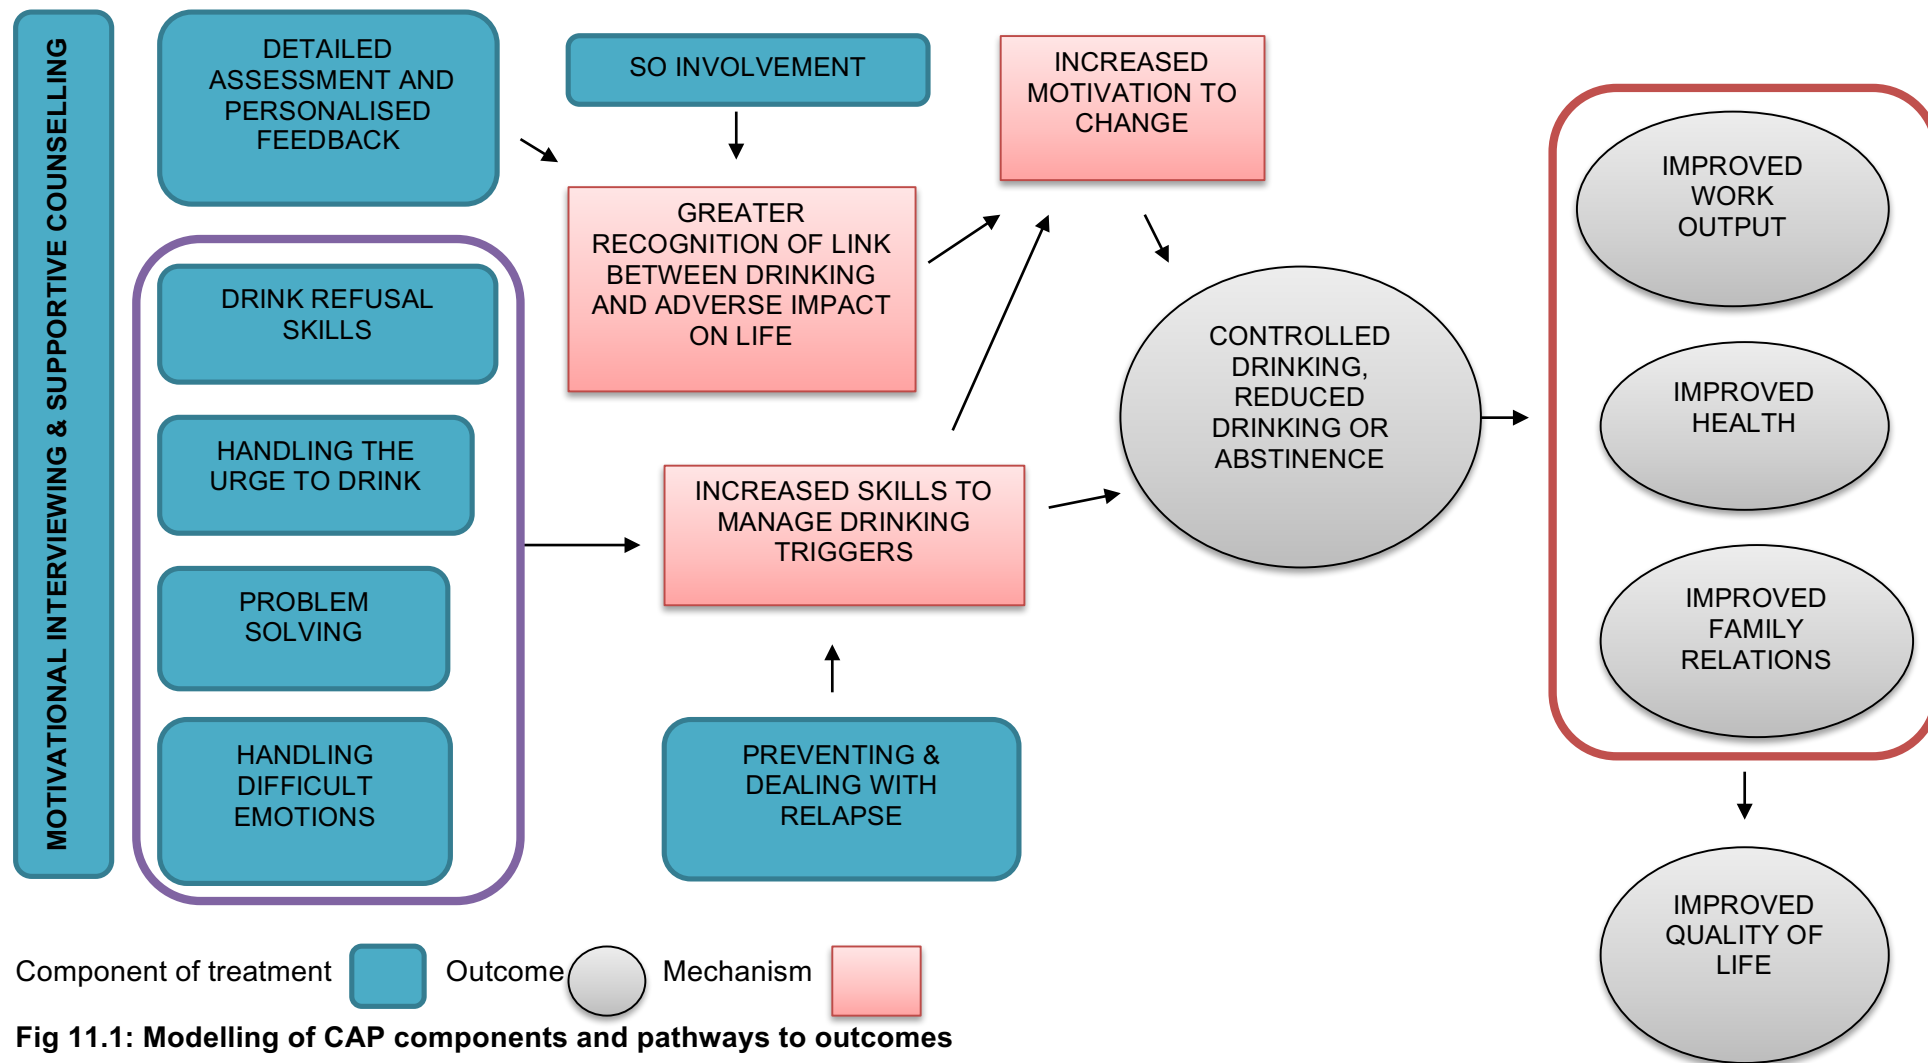 MOTIVATIONAL INTERVIEWING & SUPPORTIVE COUNSELLING
DETAILED
ASSESSMENT AND
PERSONALISED
FEEDBACK
SO INVOLVEMENT
INCREASED
MOTIVATION TO
CHANGE
GREATER
RECOGNITION OF LINK
BETWEEN DRINKING
AND ADVERSE IMPACT
ON LIFE
DRINK REFUSAL
SKILLS
HANDLING THE
URGE TO DRINK
PROBLEM
SOLVING
HANDLING
DIFFICULT
EMOTIONS
INCREASED SKILLS TO
MANAGE DRINKING
TRIGGERS
PREVENTING &
DEALING WITH
RELAPSE
CONTROLLED
DRINKING,
REDUCED
DRINKING OR
ABSTINENCE
IMPROVED
WORK
OUTPUT
IMPROVED
HEALTH
IMPROVED
FAMILY
RELATIONS
IMPROVED
QUALITY OF
LIFE
Component of treatment Outcome Mechanism
Fig 11.1: Modelling of CAP components and pathways to outcomes